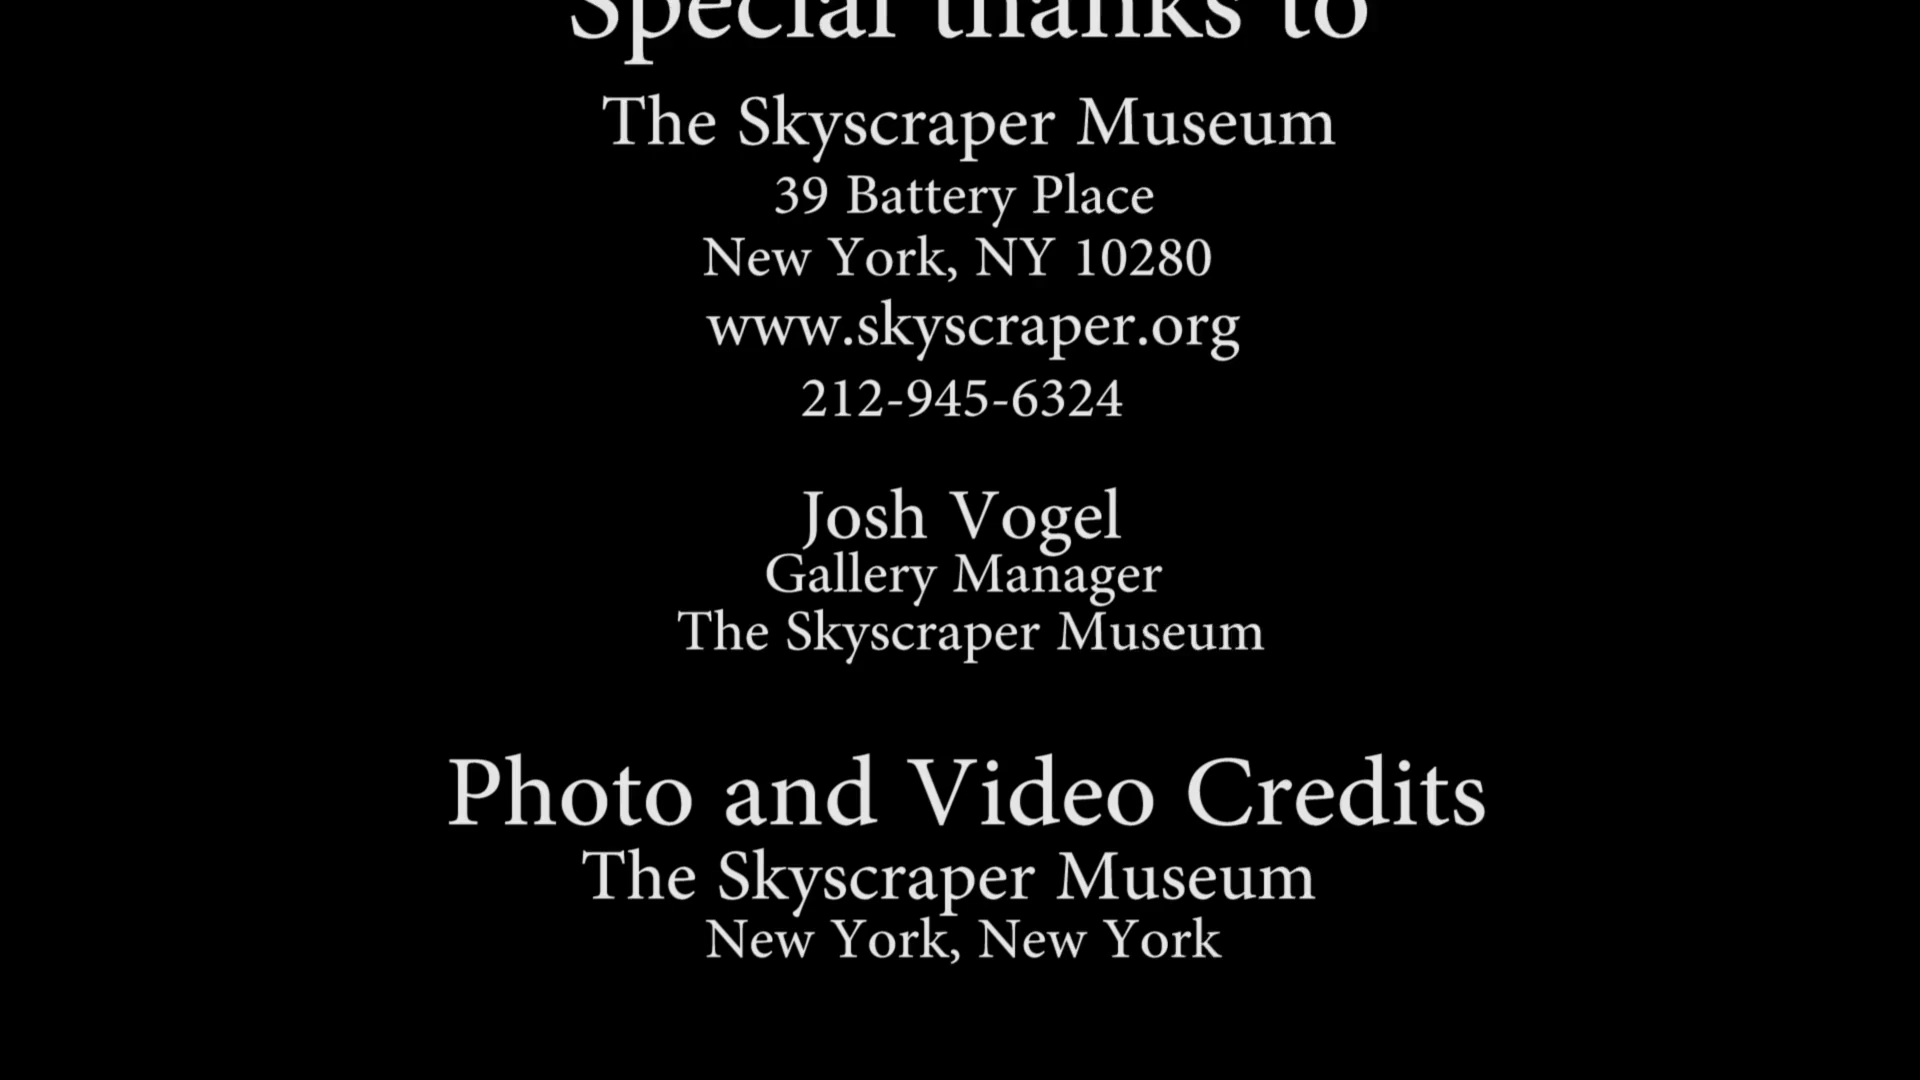 Special thanks to
The Skyscraper Museum
39 Battery Place
New York, NY 10280
www.skyscraper.org
212-945-6324
Josh Vogel
Gallery Manager
The Skyscraper Museum
Photo and Video Credits
The Skyscraper Museum
New York, New York